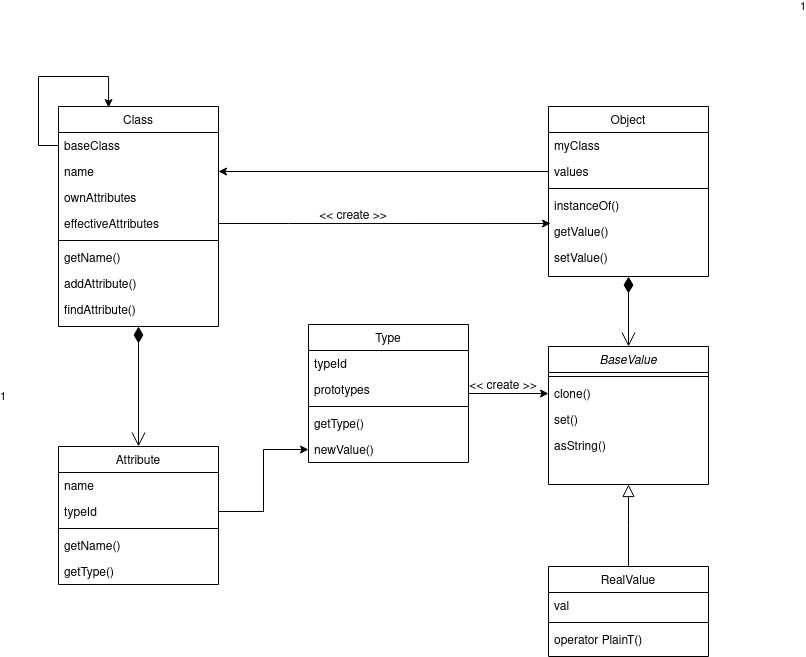 1
Class
baseClass
name
ownAttributes
effectiveAttributes
getName()
addAttribute()
findAttribute()
<< create >>
Object
myClass
values
instanceOf()
getValue()
setValue()
Type
typeId
prototypes
getType()
newValue()
<< create >>
BaseValue
clone()
set()
asString()
1
Attribute
name
typeId
getName()
getType()
RealValue
val
operator PlainT()